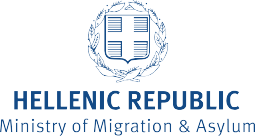 HELLENIC REPUBLIC
Ministry of Migration & Asylum